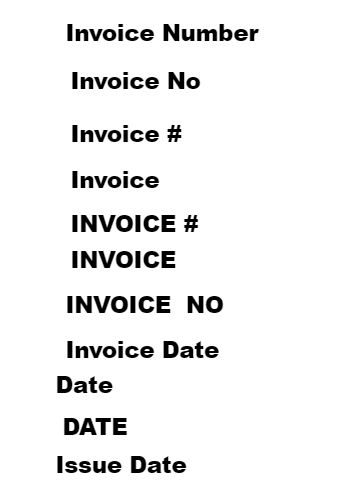 Invoice Number
Invoice No
Invoice #
Invoice
INVOICE #
INVOICE
INVOICE  NO
Invoice Date
Date
DATE
Issue Date